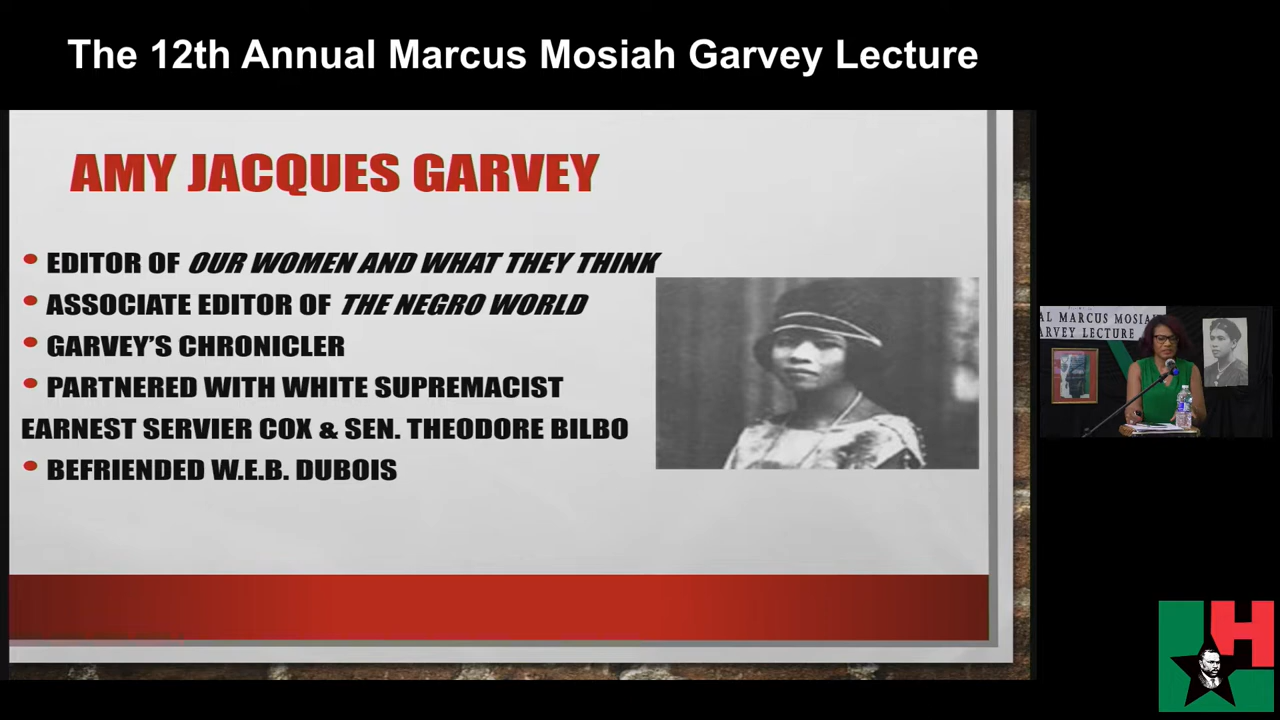 The 12th Annual Marcus Mosiah Garvey Lecture
AMY JACQUES GARVEY
• EDITOR OF OUR WOMEN AND WHAT THEY THINK
• ASSOCIATE EDITOR OF THE NEGRO WORLD
• GARVEY'S CHRONICLER
• PARTNERED WITH WHITE SUPREMACIST
EARNEST SERVIER COX & SEN. THEODORE BILBO
• BEFRIENDED W.E.B. DUBOIS
AL MARCUS MOSIAH
GARVEY LECTURE
LH